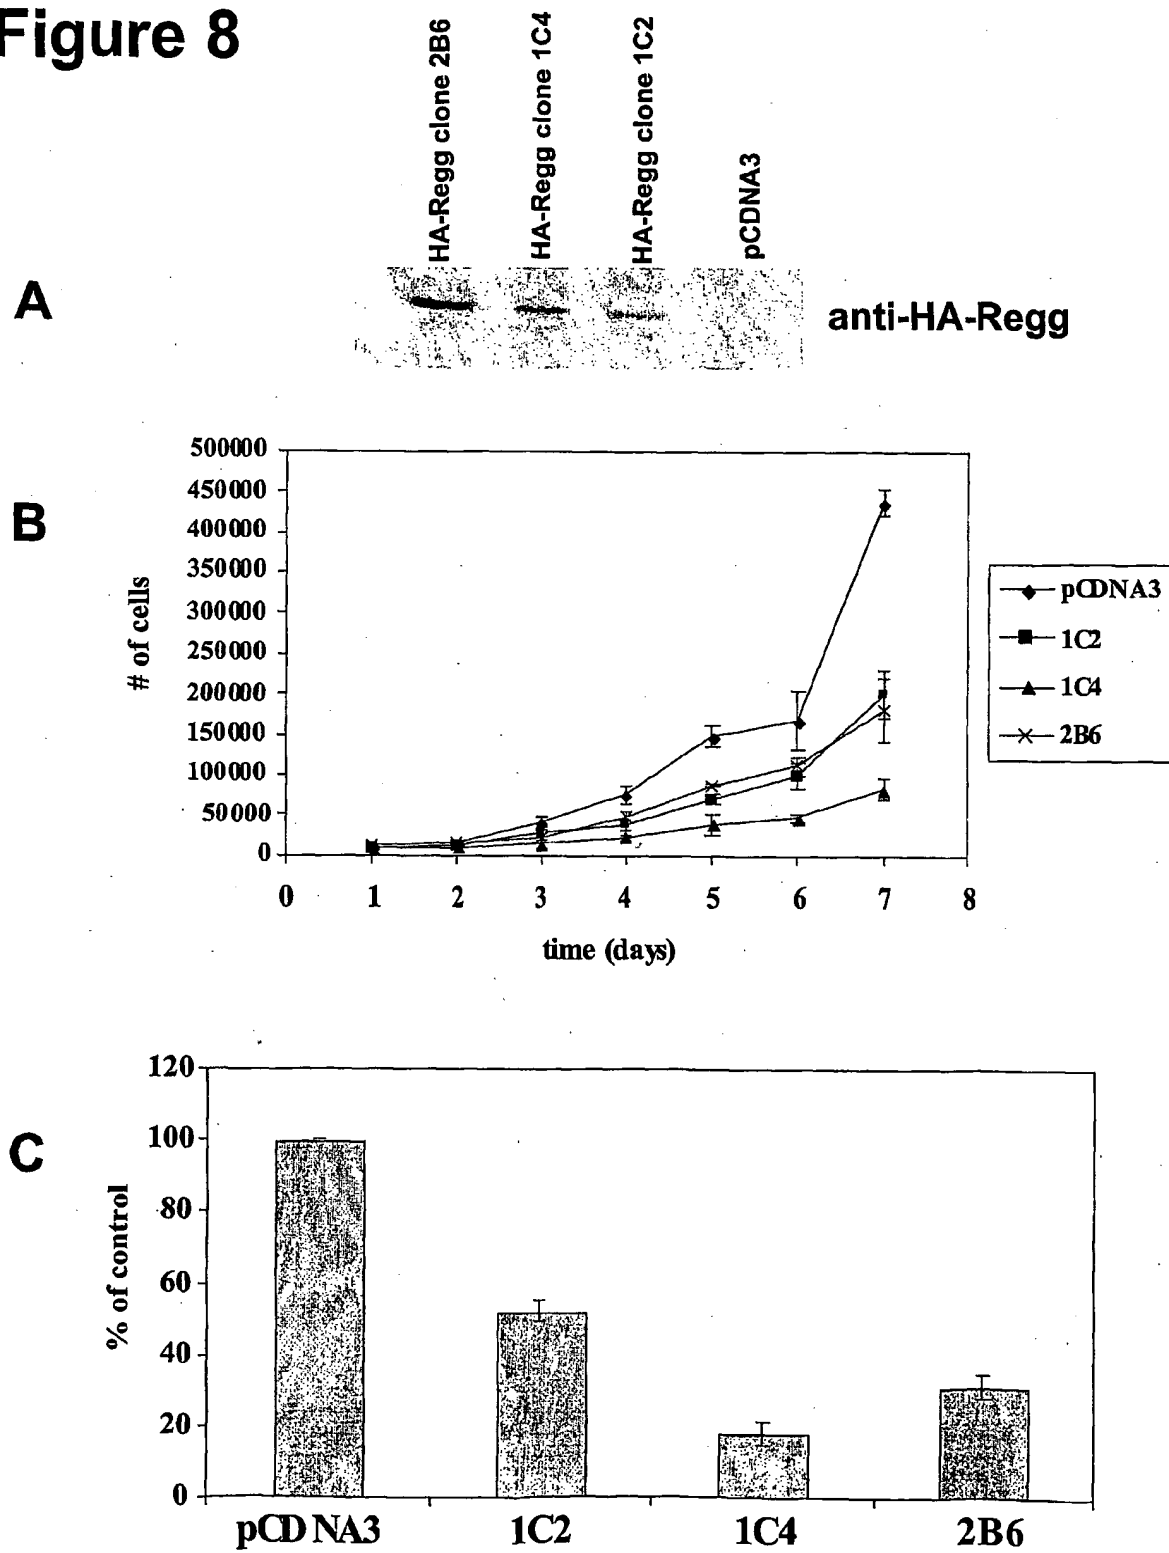 Figure 8
HA-Regg clone 2B6
HA-Regg clone 1C4
HA-Regg clone 1C2
pCDNA3
A
anti-HA-Regg
B
500000
450000
400000
350000
300000
250000
200000
150000
100000
50000
0
# of cells
0 1 2 3 4 5 6 7 8
time (days)
pCDNA3
1C2
1C4
2B6
C
120
100
80
60
40
20
0
% of control
pCDNA3 1C2 1C4 2B6